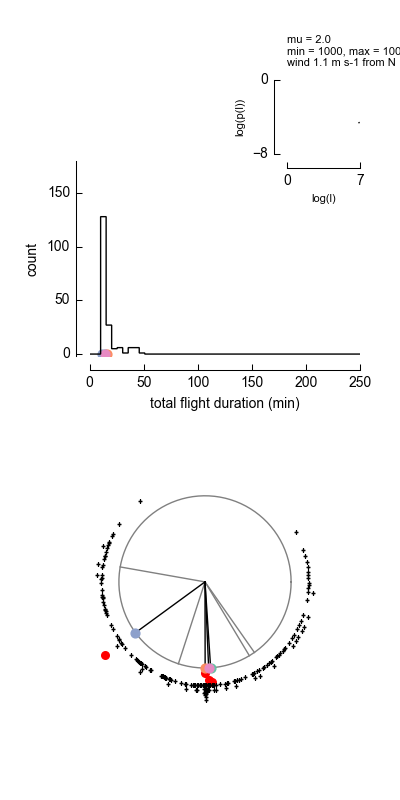 mu = 2.0
min = 1000, max = 100
wind 1.1 m s-1 from N
0
log(p(l))
−8
0 7
log(l)
150
100
50
0
count
0 50 100 150 200 250
total flight duration (min)